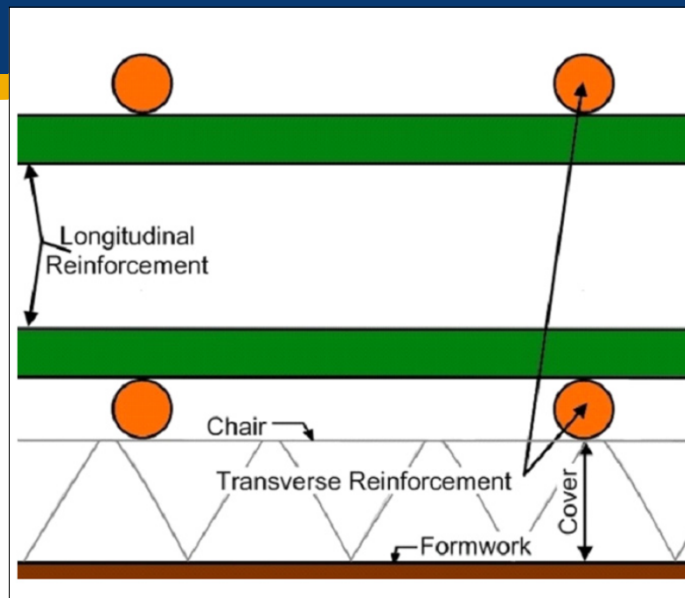 Longitudinal
Reinforcement
Chair
Transverse Reinforcement
Cover
Formwork